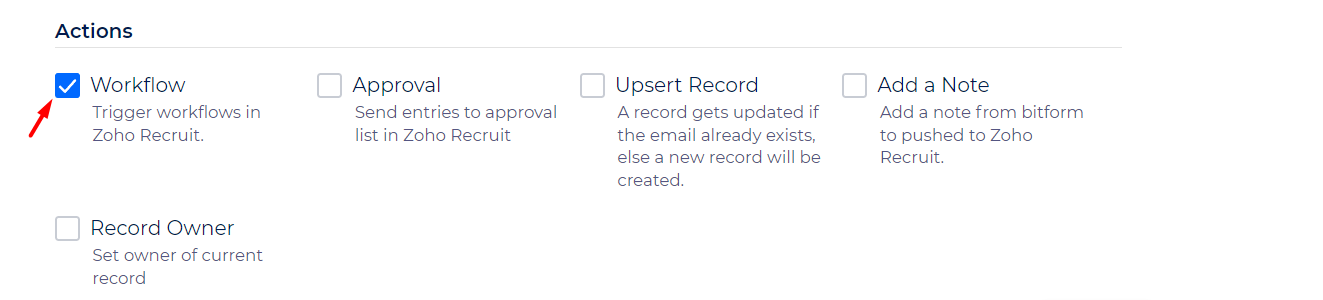 Actions
Workflow
Trigger workflows in
Zoho Recruit.
Approval
Send entries to approval
list in Zoho Recruit
Upsert Record
A record gets updated if
the email already exists,
else a new record will be
created.
Add a Note
Add a note from bitform
to pushed to Zoho
Recruit.
Record Owner
Set owner of current
record